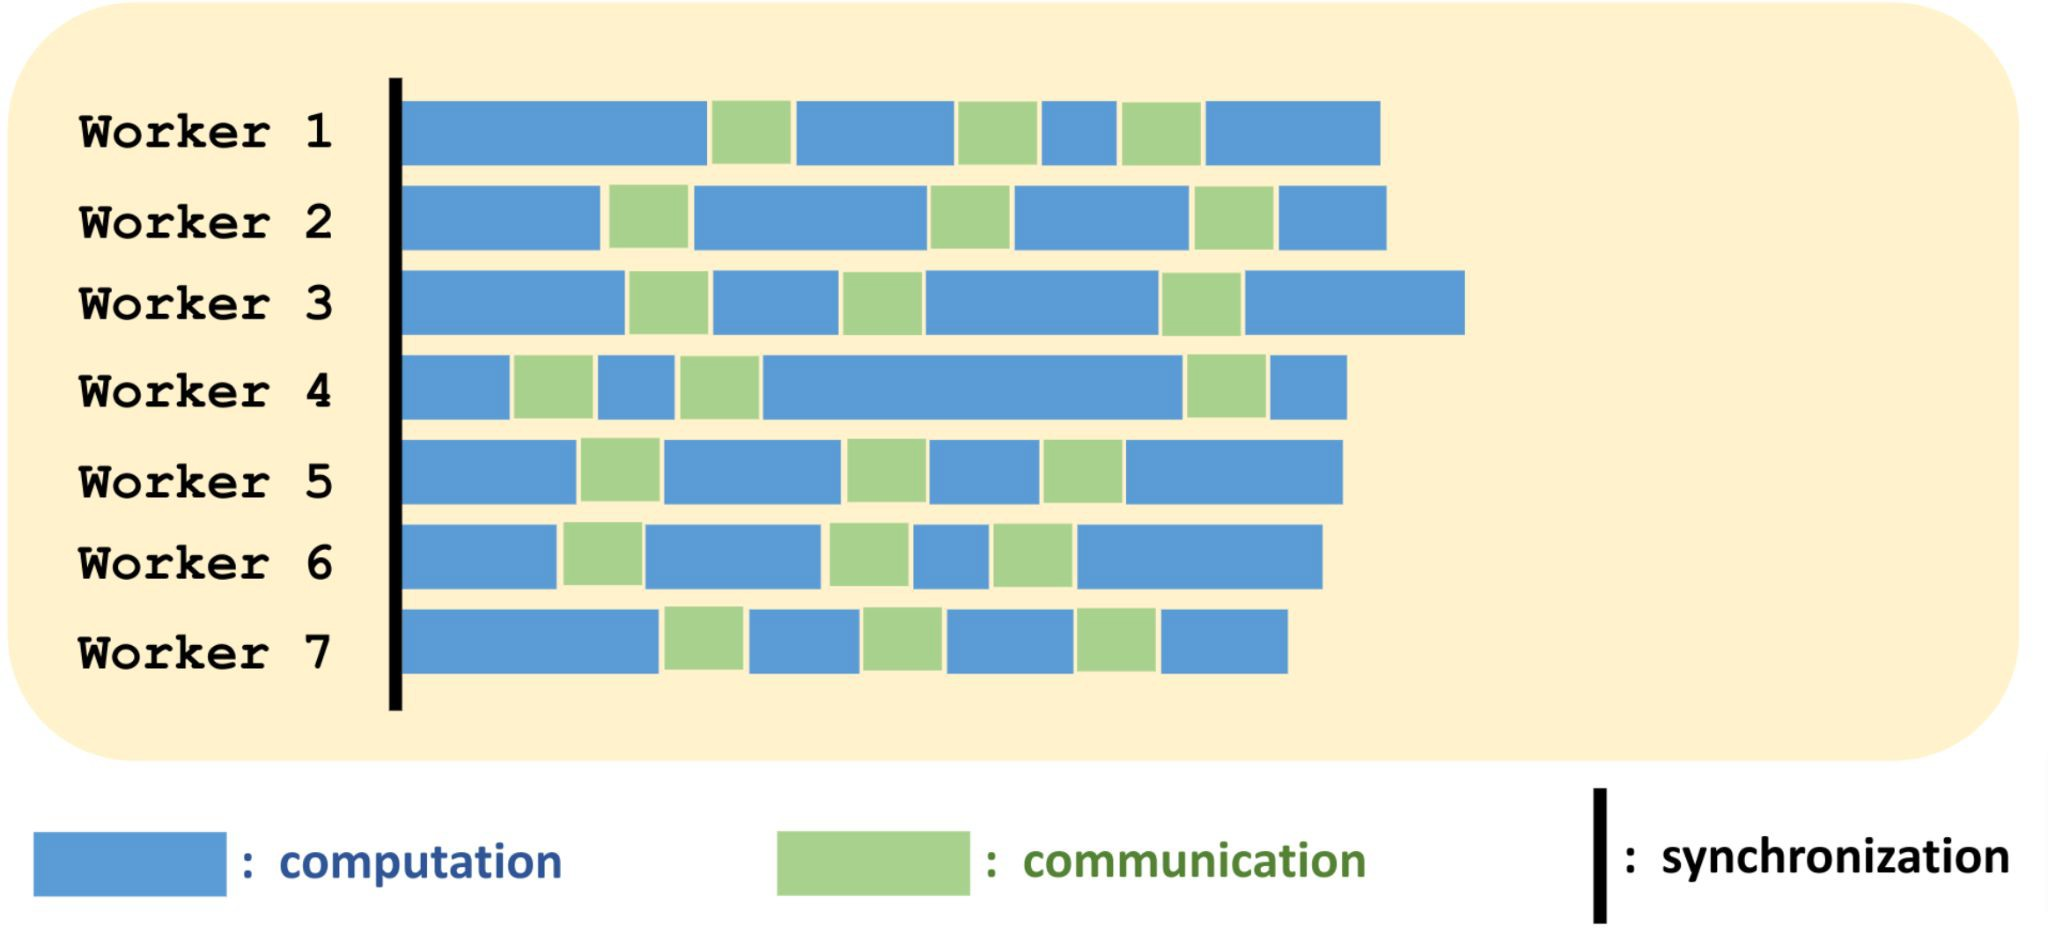 Worker 1
Worker 2
Worker 3
Worker 4
Worker 5
Worker 6
Worker 7
: computation
: communication
: synchronization